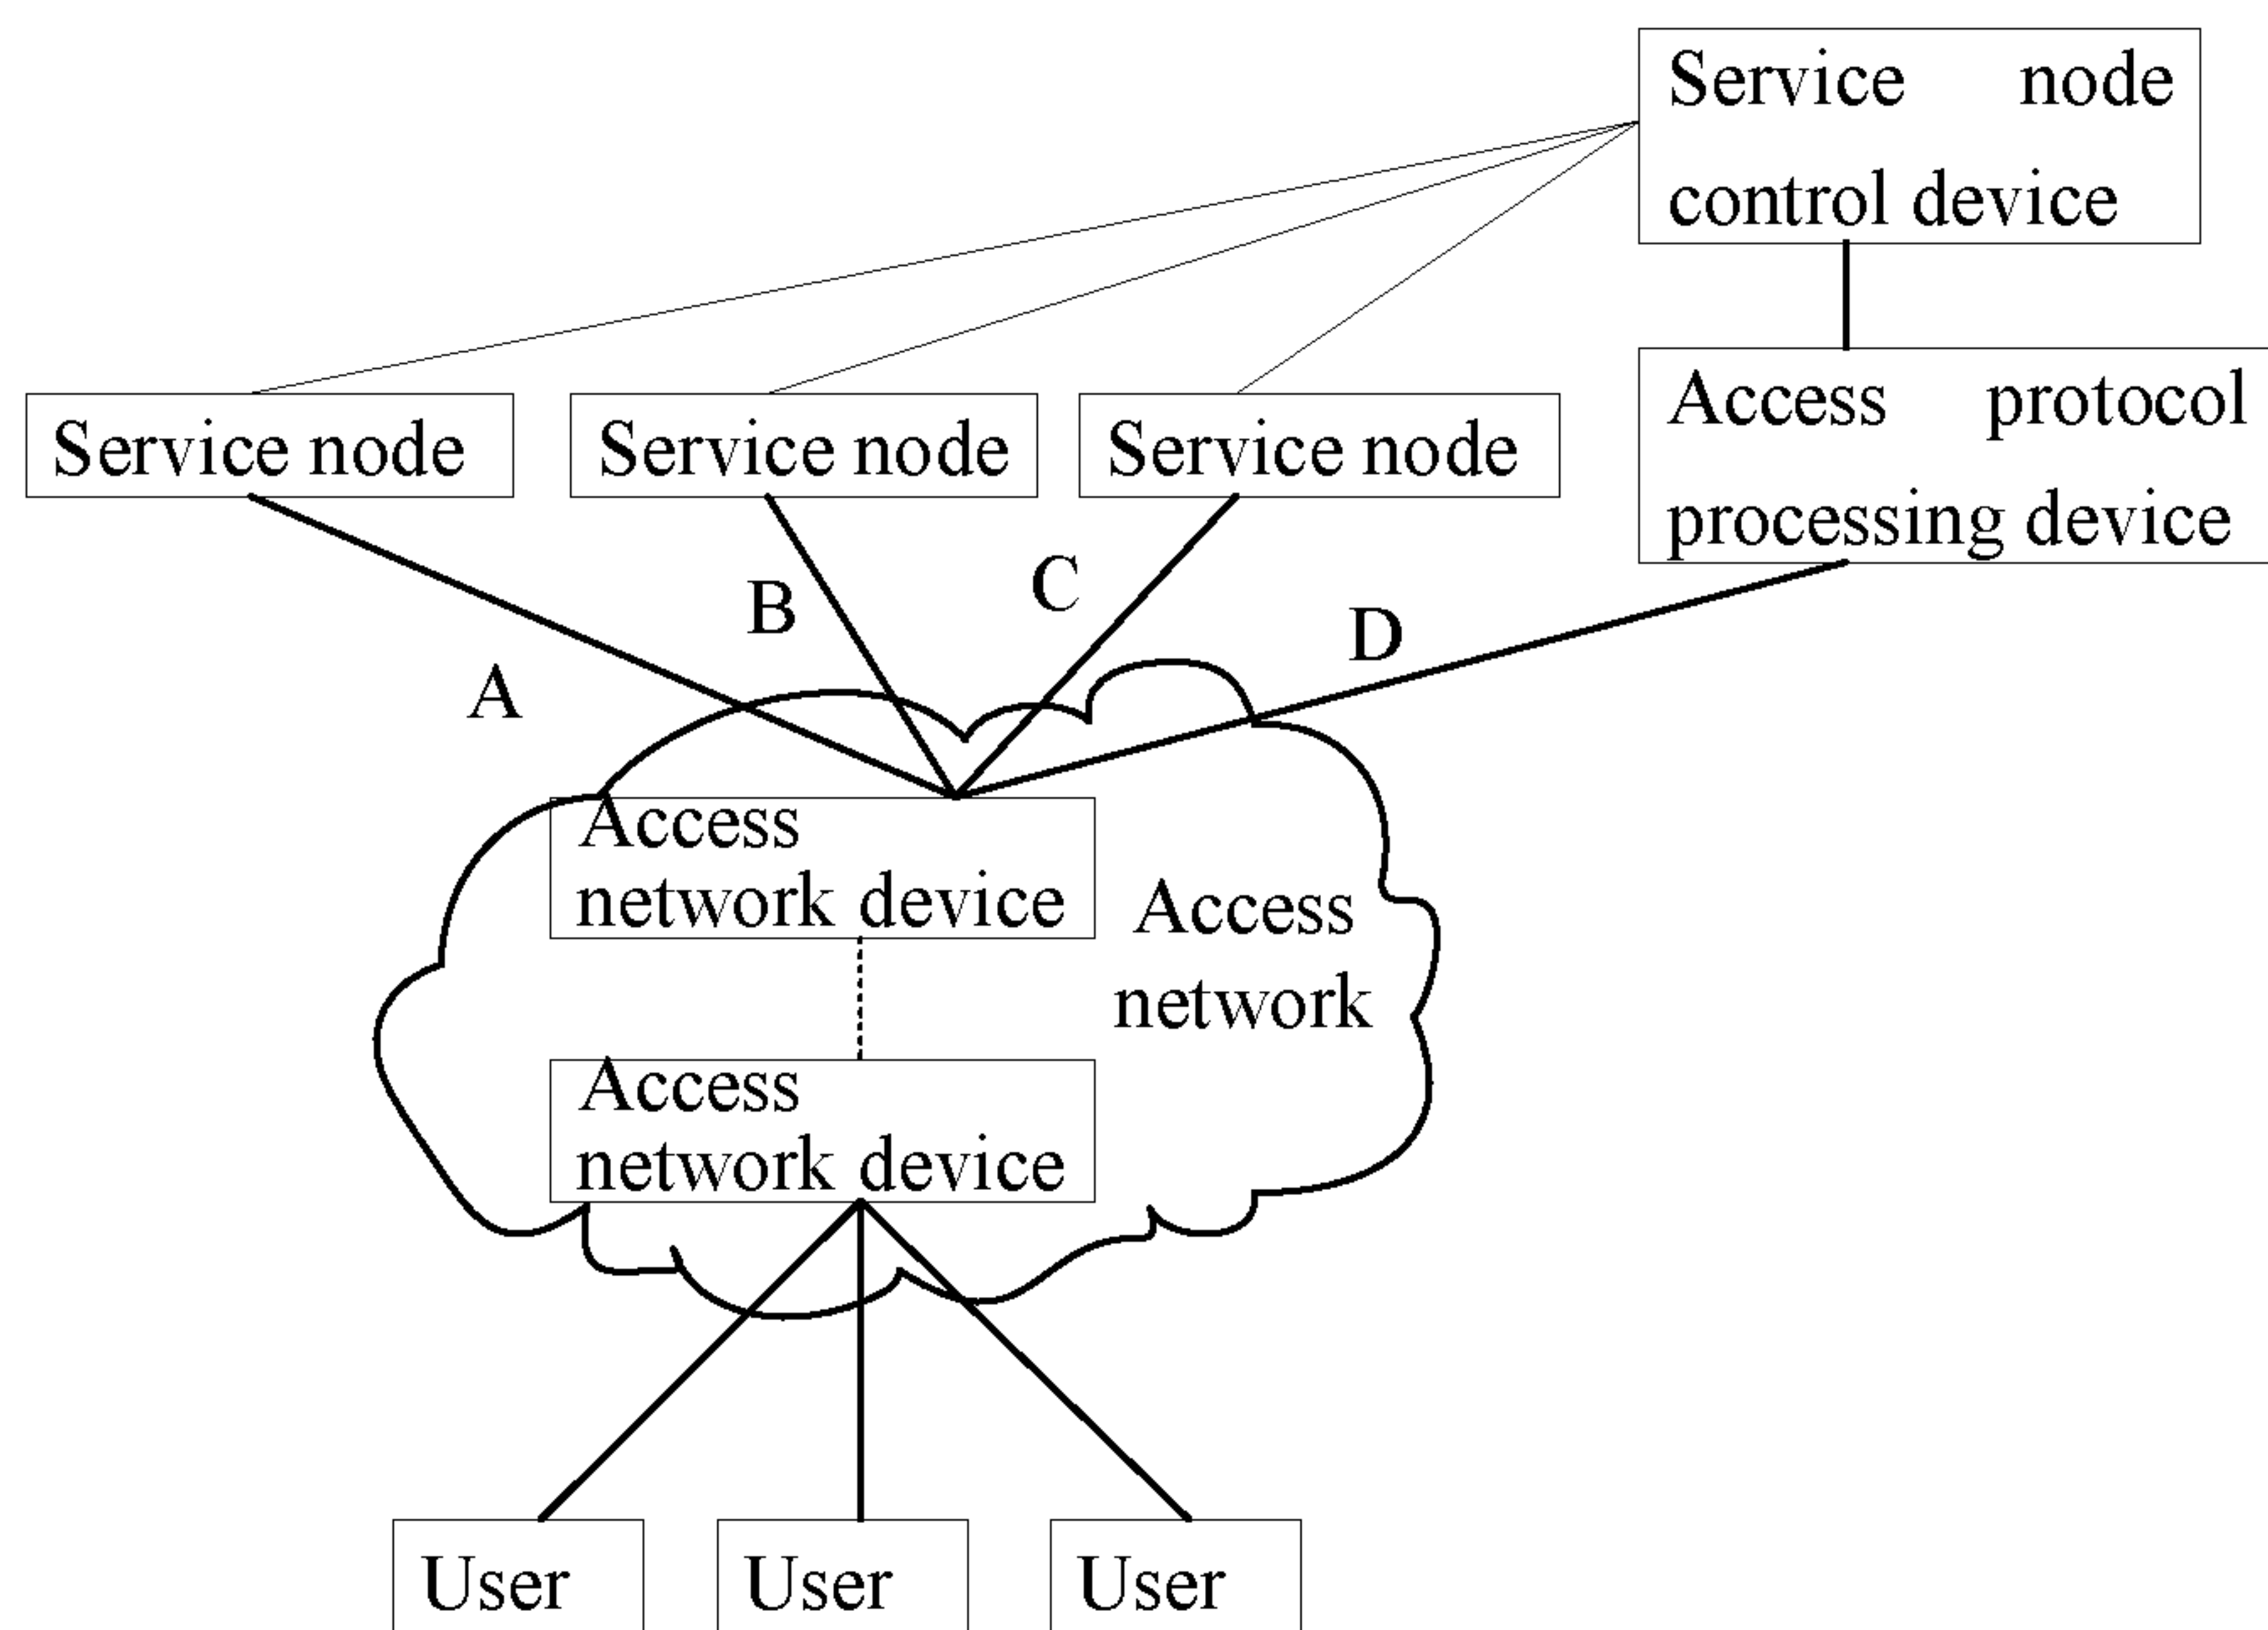 Service node
control device
Service node
Service node
Service node
Access protocol
processing device
A
B
C
D
Access
network device
Access
network
Access
network device
User
User
User